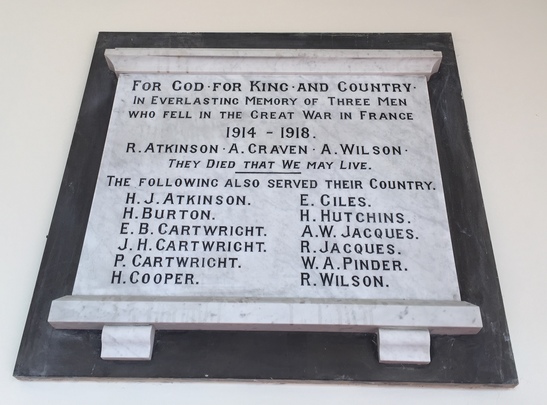 FOR GOD·FOR KING·AND COUNTRY·
IN EVERLASTING MEMORY OF THREE MEN
WHO FELL IN THE GREAT WAR IN FRANCE
1914 - 1918.
R. ATKINSON · A. CRAVEN · A. WILSON·
THEY DIED THAT WE MAY LIVE.
THE FOLLOWING ALSO SERVED THEIR COUNTRY.
H. J. ATKINSON.
H. BURTON.
E. B. CARTWRIGHT.
J. H. CARTWRIGHT.
P. CARTWRIGHT.
H. COOPER.
E. GILES.
H. HUTCHINS.
A. W. JACQUES.
R. JACQUES.
W. A. PINDER.
R. WILSON.